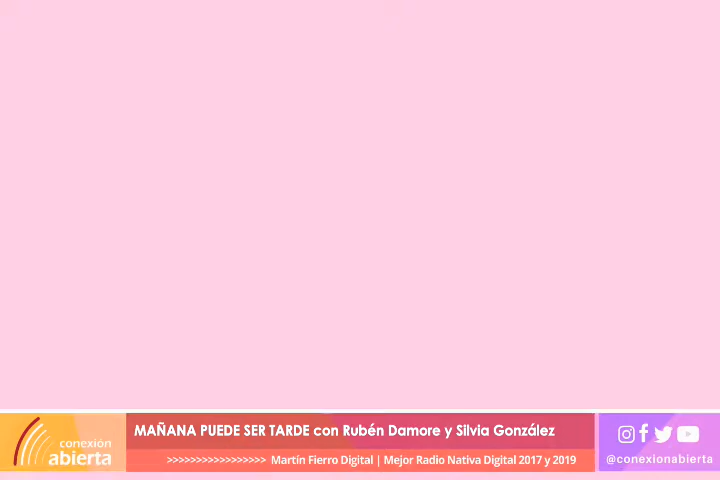 conexión
abierta
MAÑANA PUEDE SER TARDE con Rubén Damore y Silvia González
>>>>>>>>>>>>>>>>> Martín Fierro Digital | Mejor Radio Nativa Digital 2017 y 2019
@conexionabierta